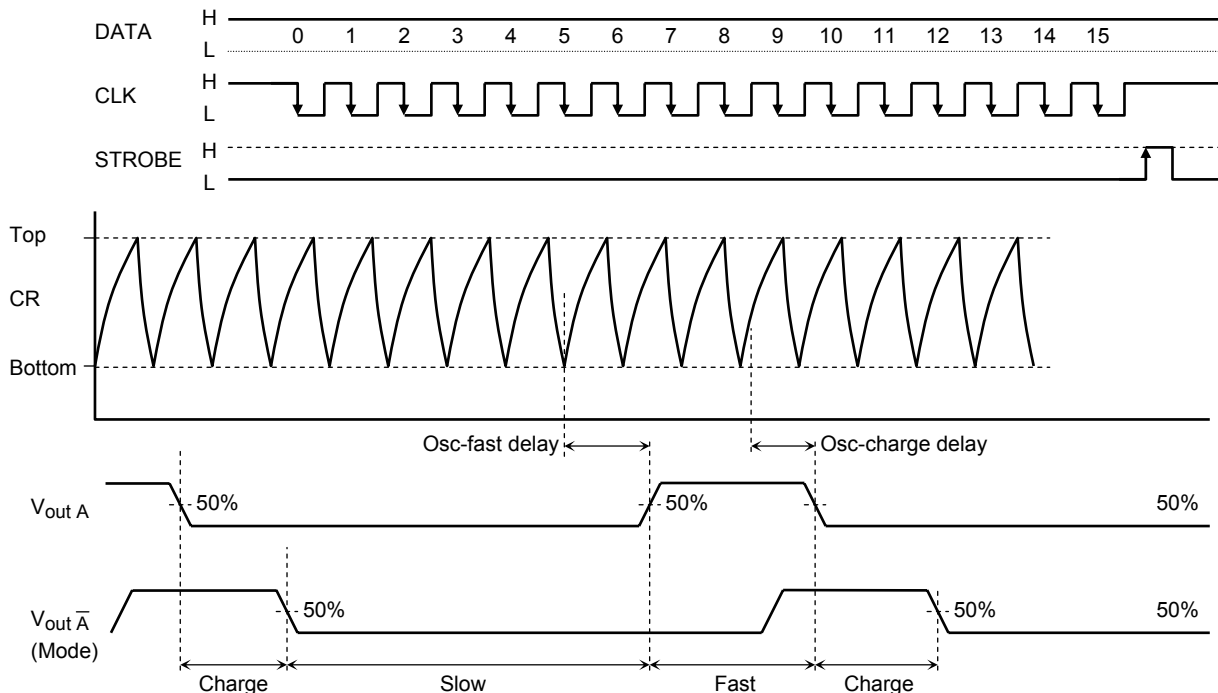 DATA
H
L
0 1 2 3 4 5 6 7 8 9 10 11 12 13 14 15
CLK
H
L
STROBE
H
L
Top
CR
Bottom
Osc-fast delay
Osc-charge delay
Vout A
50%
50%
50%
Vout A̅
(Mode)
50%
50%
50%
Charge
Slow
Fast
Charge